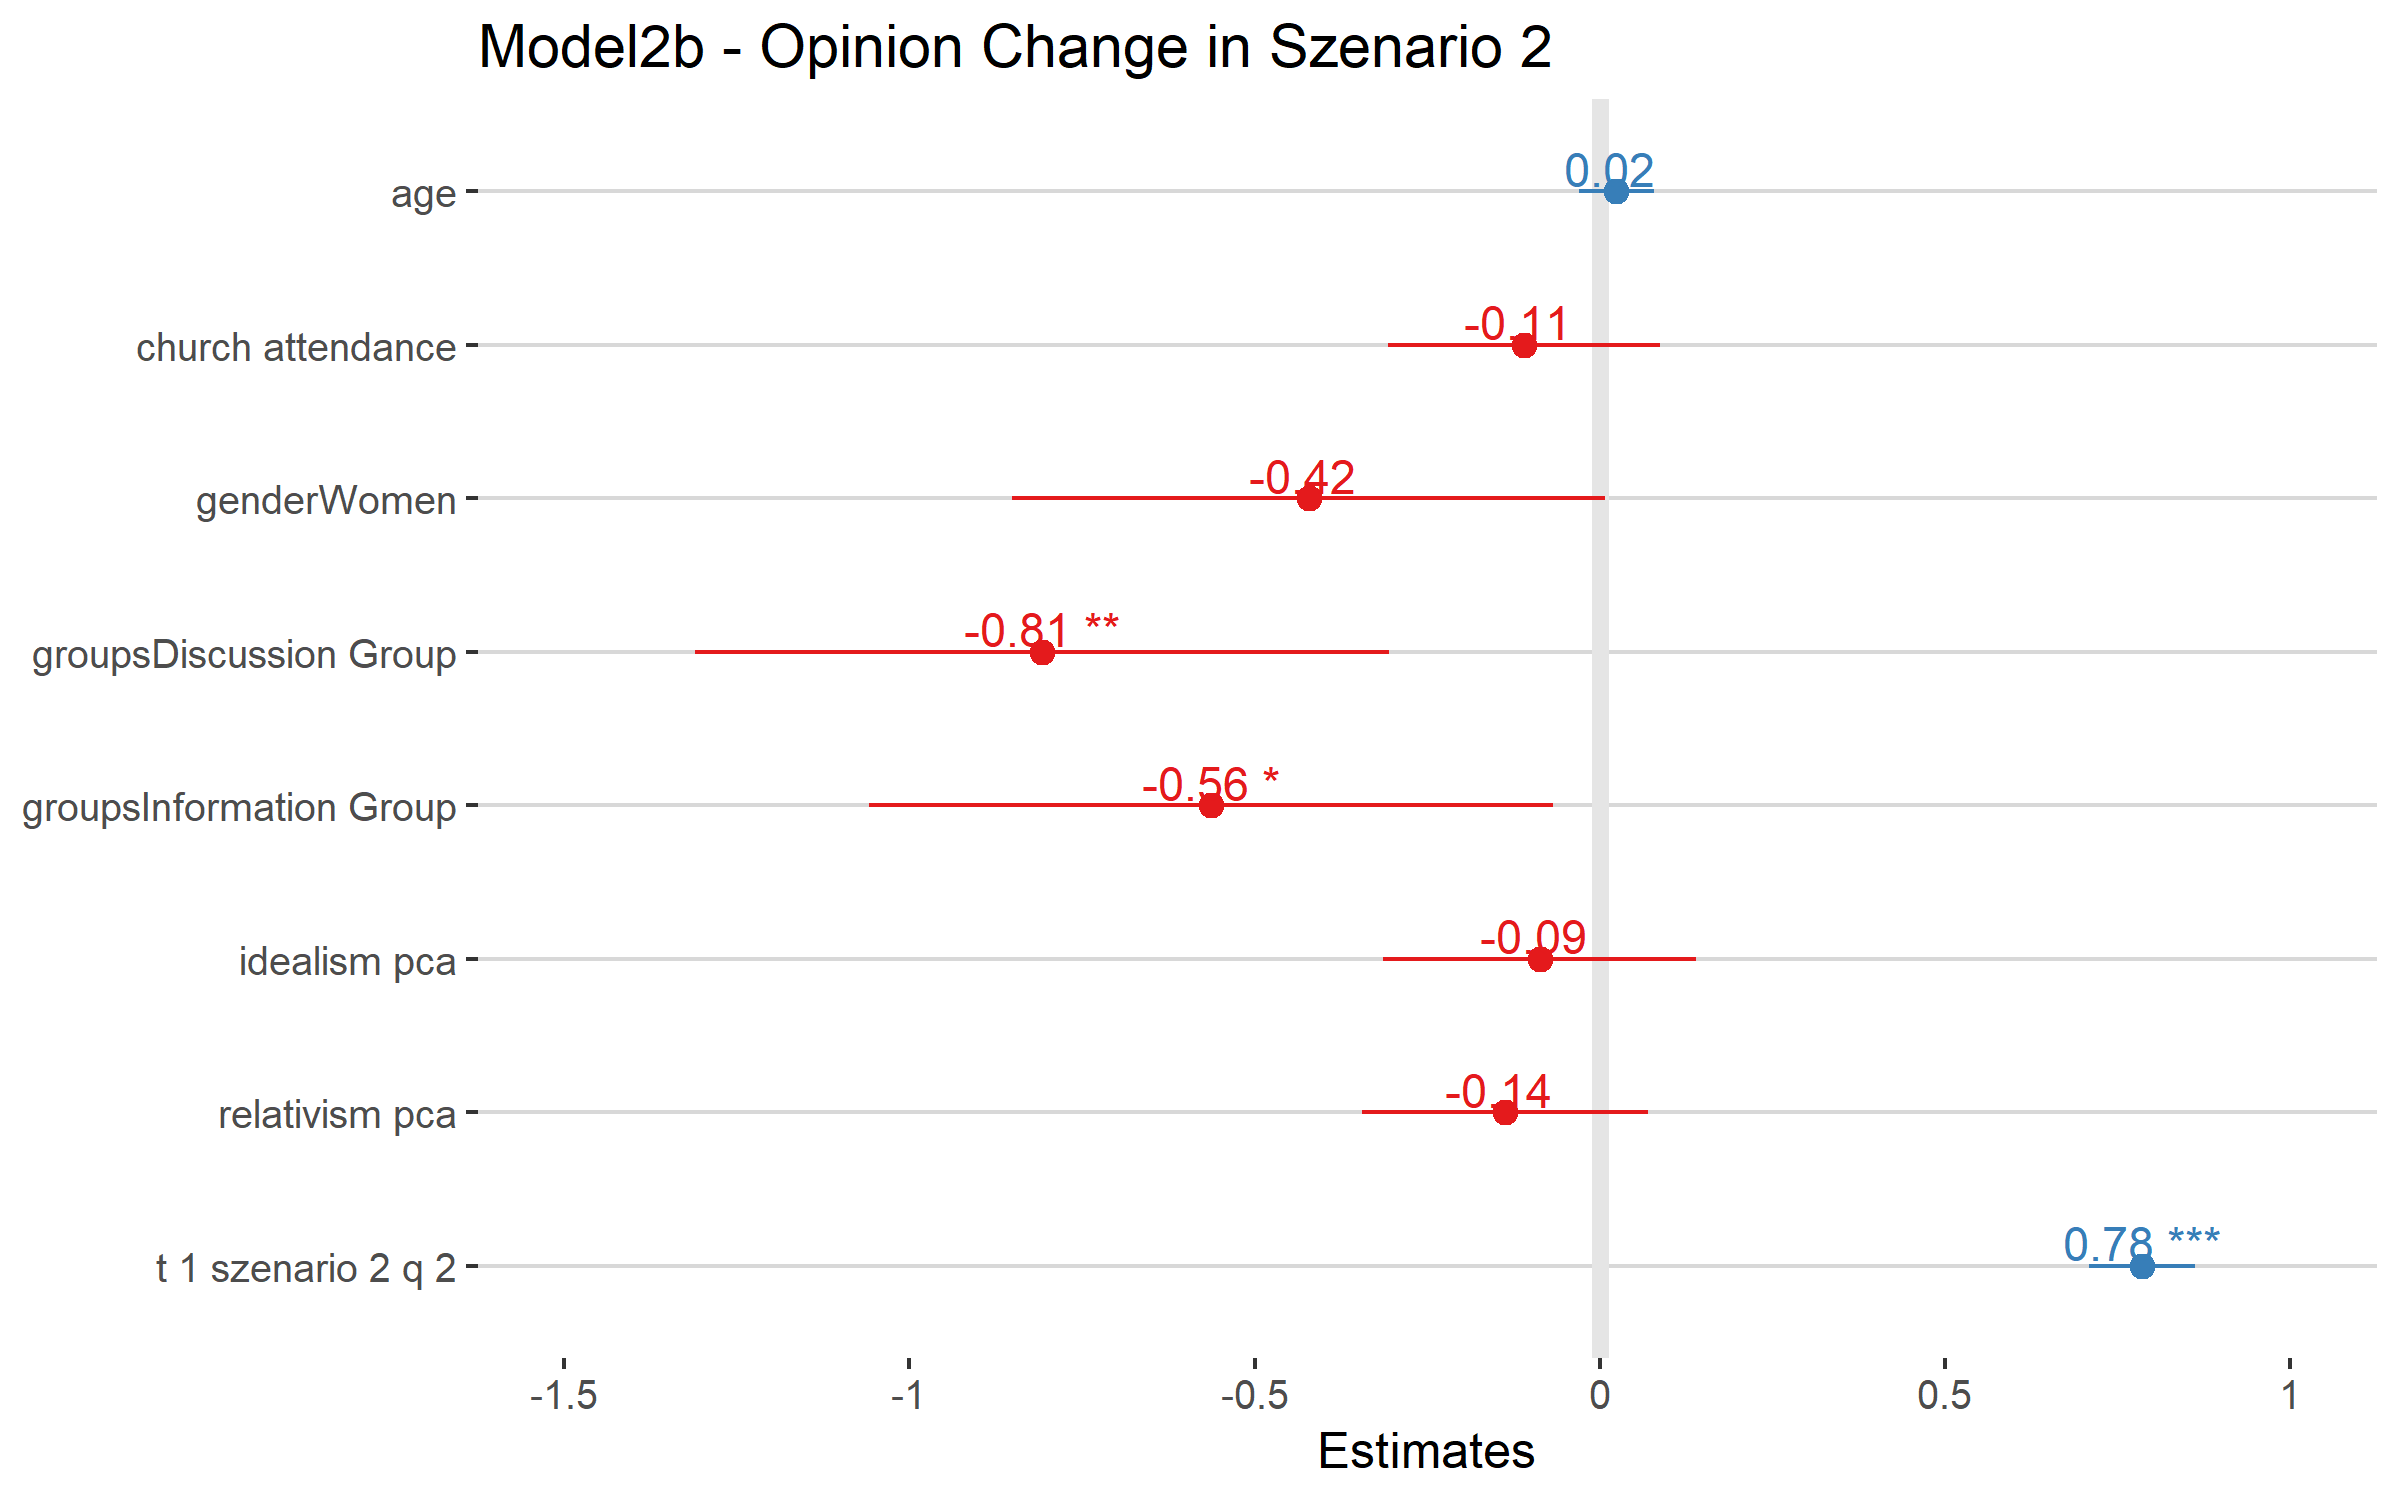 Model2b - Opinion Change in Szenario 2
age
0.02
church attendance
-0.11
genderWomen
-0.42
groupsDiscussion Group
-0.81 **
groupsInformation Group
-0.56 *
idealism pca
-0.09
relativism pca
-0.14
t 1 szenario 2 q 2
0.78 ***
-1.5 -1 -0.5 0 0.5 1
Estimates